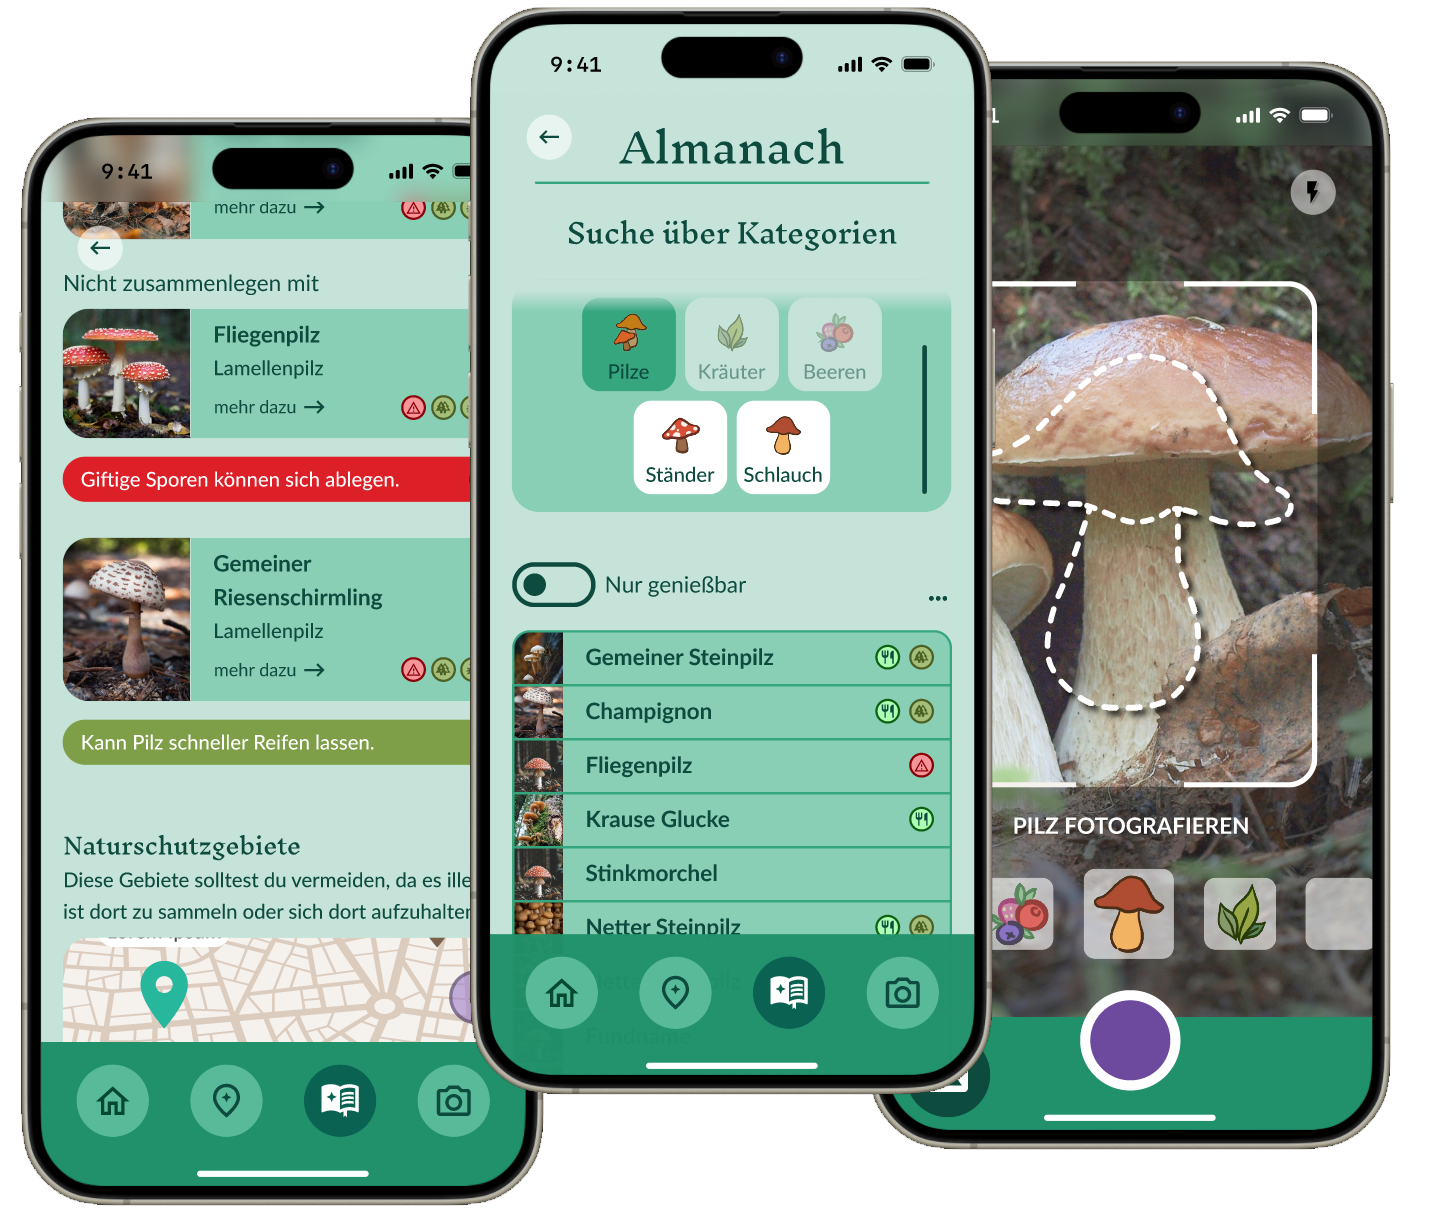 9:41
mehr dazu →
Nicht zusammenlegen mit
Fliegenpilz
Lamellenpilz
mehr dazu →
Giftige Sporen können sich ablegen.
Gemeiner
Riesenschirmling
Lamellenpilz
mehr dazu →
Kann Pilz schneller Reifen lassen.
Naturschutzgebiete
Diese Gebiete solltest du vermeiden, da es ille
ist dort zu sammeln oder sich dort aufzuhalten
9:41
Almanach
Suche über Kategorien
Pilze
Kräuter
Beeren
Ständer
Schlauch
Nur genießbar
...
Gemeiner Steinpilz
Champignon
Fliegenpilz
Krause Glucke
Stinkmorchel
Netter Steinpilz
Fundname
1
PILZ FOTOGRAFIEREN